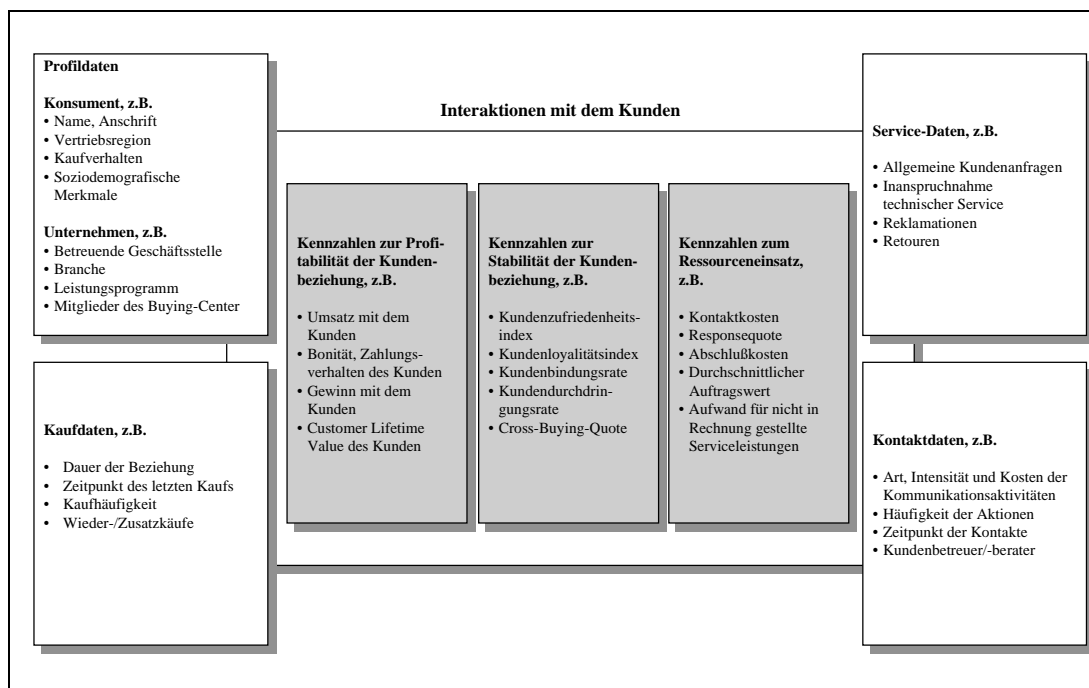 Profildaten
Konsument, z.B.
• Name, Anschrift
• Vertriebsregion
• Kaufverhalten
• Soziodemografische
Merkmale
Unternehmen, z.B.
• Betreuende Geschäftsstelle
• Branche
• Leistungsprogramm
• Mitglieder des Buying-Center
Interaktionen mit dem Kunden
Service-Daten, z.B.
• Allgemeine Kundenanfragen
• Inanspruchnahme
technischer Service
• Reklamationen
• Retouren
Kennzahlen zur Profi-
tabilität der Kunden-
beziehung, z.B.
• Umsatz mit dem
Kunden
• Bonität, Zahlungs-
verhalten des Kunden
• Gewinn mit dem
Kunden
• Customer Lifetime
Value des Kunden
Kennzahlen zur
Stabilität der Kunden-
beziehung, z.B.
• Kundenzufriedenheits-
index
• Kundenloyalitätsindex
• Kundenbindungsrate
• Kundendurchdrin-
gungsrate
• Cross-Buying-Quote
Kennzahlen zum
Ressourceneinsatz,
z.B.
• Kontaktkosten
• Responsequote
• Abschlußkosten
• Durchschnittlicher
Auftragswert
• Aufwand für nicht in
Rechnung gestellte
Serviceleistungen
Kaufdaten, z.B.
• Dauer der Beziehung
• Zeitpunkt des letzten Kaufs
• Kaufhäufigkeit
• Wieder-/Zusatzkäufe
Kontaktdaten, z.B.
• Art, Intensität und Kosten der
Kommunikationsaktivitäten
• Häufigkeit der Aktionen
• Zeitpunkt der Kontakte
• Kundenbetreuer/-berater